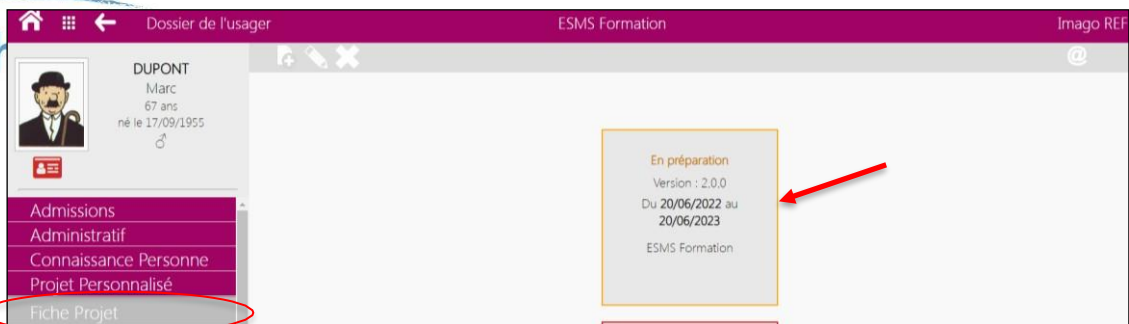 Dossier de l'usager
ESMS Formation
Imago REF
DUPONT
Marc
67 ans
né le 17/09/1955
♂
@
Admissions
Administratif
Connaissance Personne
Projet Personnalisé
Fiche Projet
En préparation
Version : 2.0.0
Du 20/06/2022 au
20/06/2023
ESMS Formation